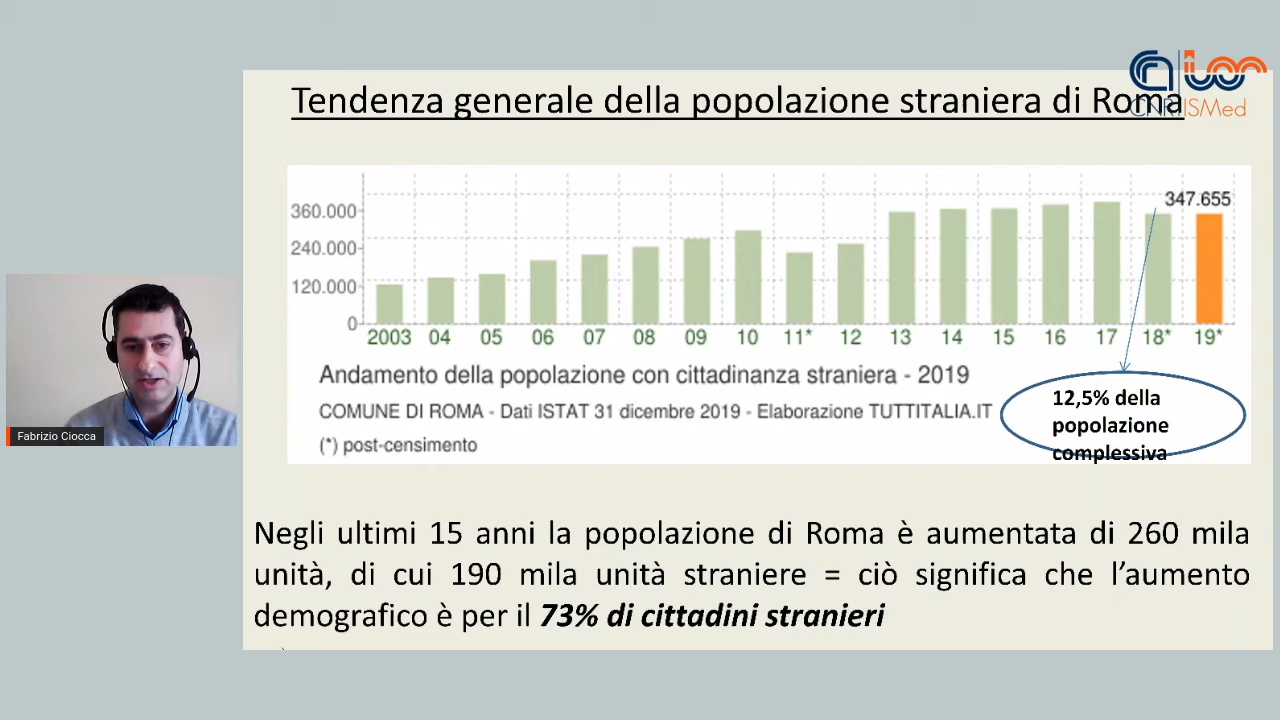 Tendenza generale della popolazione straniera di Roma
CNR ISMed
360.000
240.000
120.000
0
347.655
2003 04 05 06 07 08 09 10 11* 12 13 14 15 16 17 18* 19*
Andamento della popolazione con cittadinanza straniera - 2019
COMUNE DI ROMA - Dati ISTAT 31 dicembre 2019 - Elaborazione TUTTITALIA.IT
(*) post-censimento
12,5% della
popolazione
complessiva
Fabrizio Ciocca
Negli ultimi 15 anni la popolazione di Roma è aumentata di 260 mila
unità, di cui 190 mila unità straniere = ciò significa che l’aumento
demografico è per il 73% di cittadini stranieri